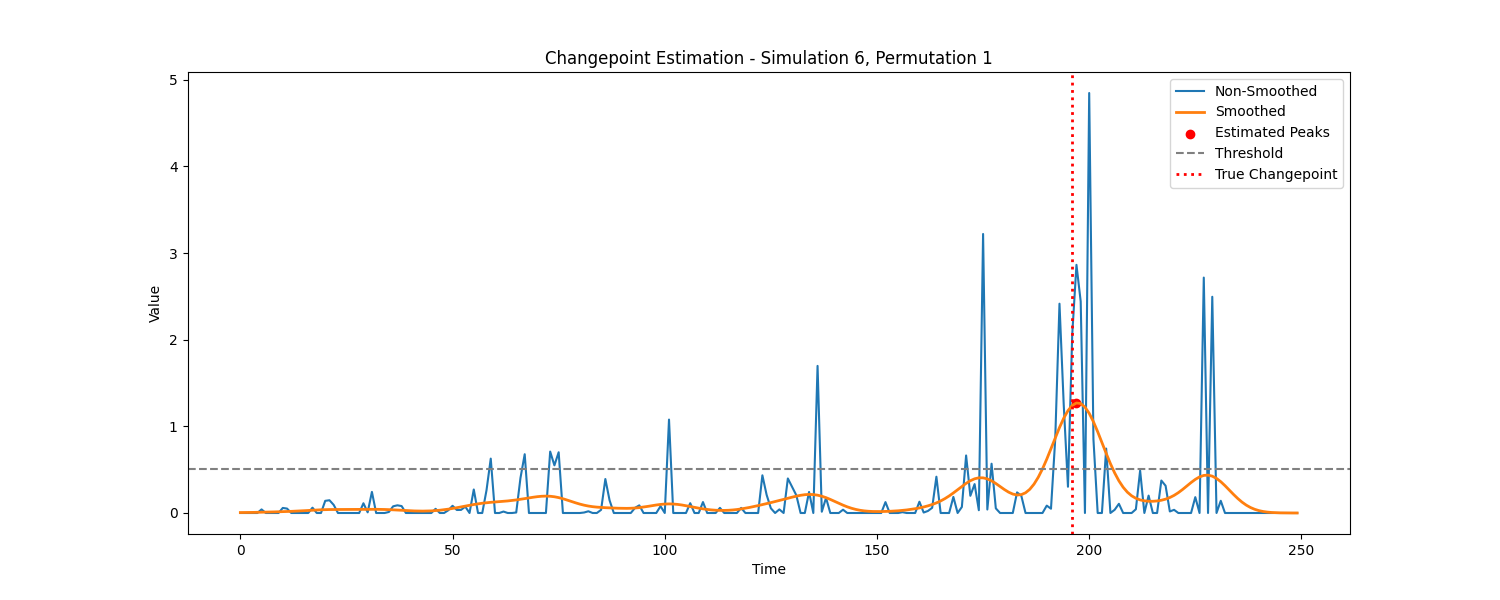 Changepoint Estimation - Simulation 6, Permutation 1
Non-Smoothed
Smoothed
Estimated Peaks
Threshold
True Changepoint
Value
5
4
3
2
1
0
0 50 100 150 200 250
Time